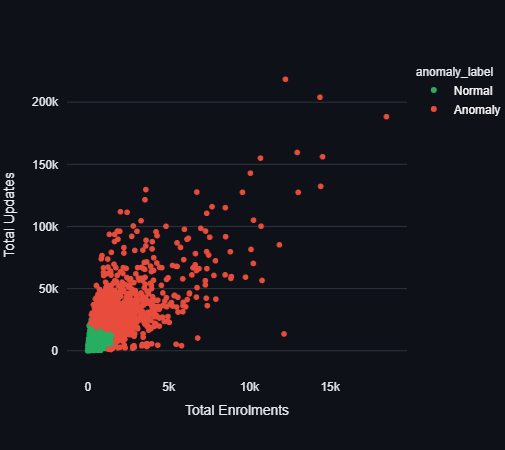 anomaly_label
Normal
Anomaly
200k
150k
100k
50k
0
Total Updates
0
5k
10k
15k
Total Enrolments